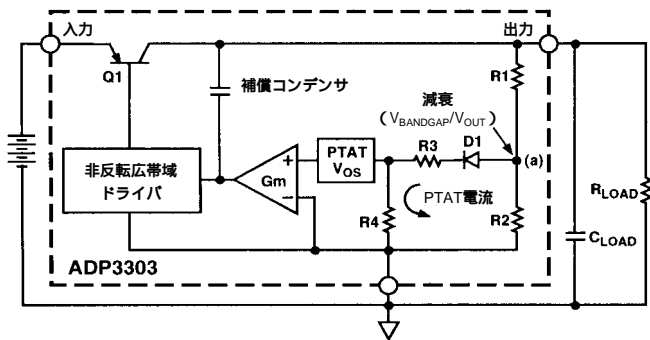 入力
出力
Q1
R1
補償コンデンサ
減衰
(VBANDGAP/VOUT)
D1
R3
(a)
PTAT
VOS
非反転広帯域
ドライバ
Gm
+
−
PTAT電流
R4
R2
RLOAD
CLOAD
ADP3303